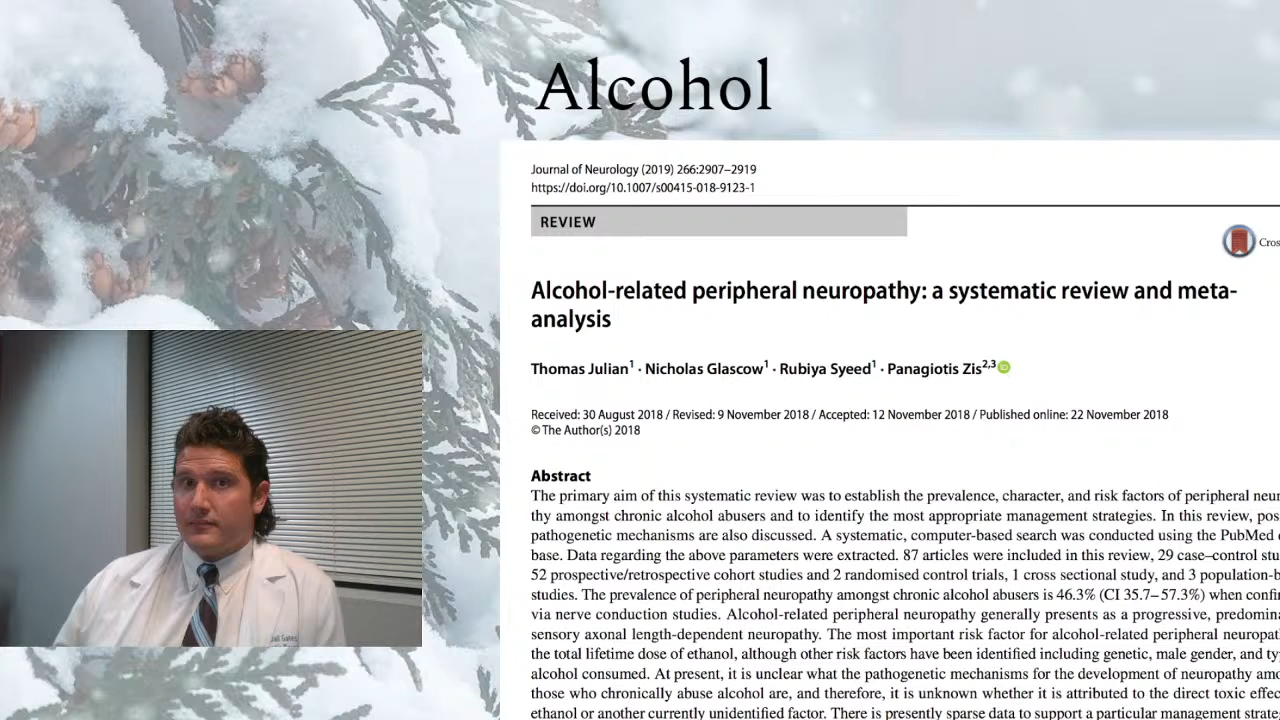 Alcohol
Journal of Neurology (2019) 266:2907–2919
https://doi.org/10.1007/s00415-018-9123-1
REVIEW
Alcohol-related peripheral neuropathy: a systematic review and meta-
analysis
Thomas Julian1 · Nicholas Glascow1 · Rubiya Syeed1 · Panagiotis Zis2,3
Received: 30 August 2018 / Revised: 9 November 2018 / Accepted: 12 November 2018 / Published online: 22 November 2018
© The Author(s) 2018
Abstract
The primary aim of this systematic review was to establish the prevalence, character, and risk factors of peripheral neur
thy amongst chronic alcohol abusers and to identify the most appropriate management strategies. In this review, pos
pathogenetic mechanisms are also discussed. A systematic, computer-based search was conducted using the PubMed
base. Data regarding the above parameters were extracted. 87 articles were included in this review, 29 case–control stu
52 prospective/retrospective cohort studies and 2 randomised control trials, 1 cross sectional study, and 3 population-b
studies. The prevalence of peripheral neuropathy amongst chronic alcohol abusers is 46.3% (CI 35.7– 57.3%) when confi
via nerve conduction studies. Alcohol-related peripheral neuropathy generally presents as a progressive, predomina
sensory axonal length-dependent neuropathy. The most important risk factor for alcohol-related peripheral neuropat
the total lifetime dose of ethanol, although other risk factors have been identified including genetic, male gender, and ty
alcohol consumed. At present, it is unclear what the pathogenetic mechanisms for the development of neuropathy amo
those who chronically abuse alcohol are, and therefore, it is unknown whether it is attributed to the direct toxic effec
ethanol or another currently unidentified factor. There is presently sparse data to support a particular management strate
Cros